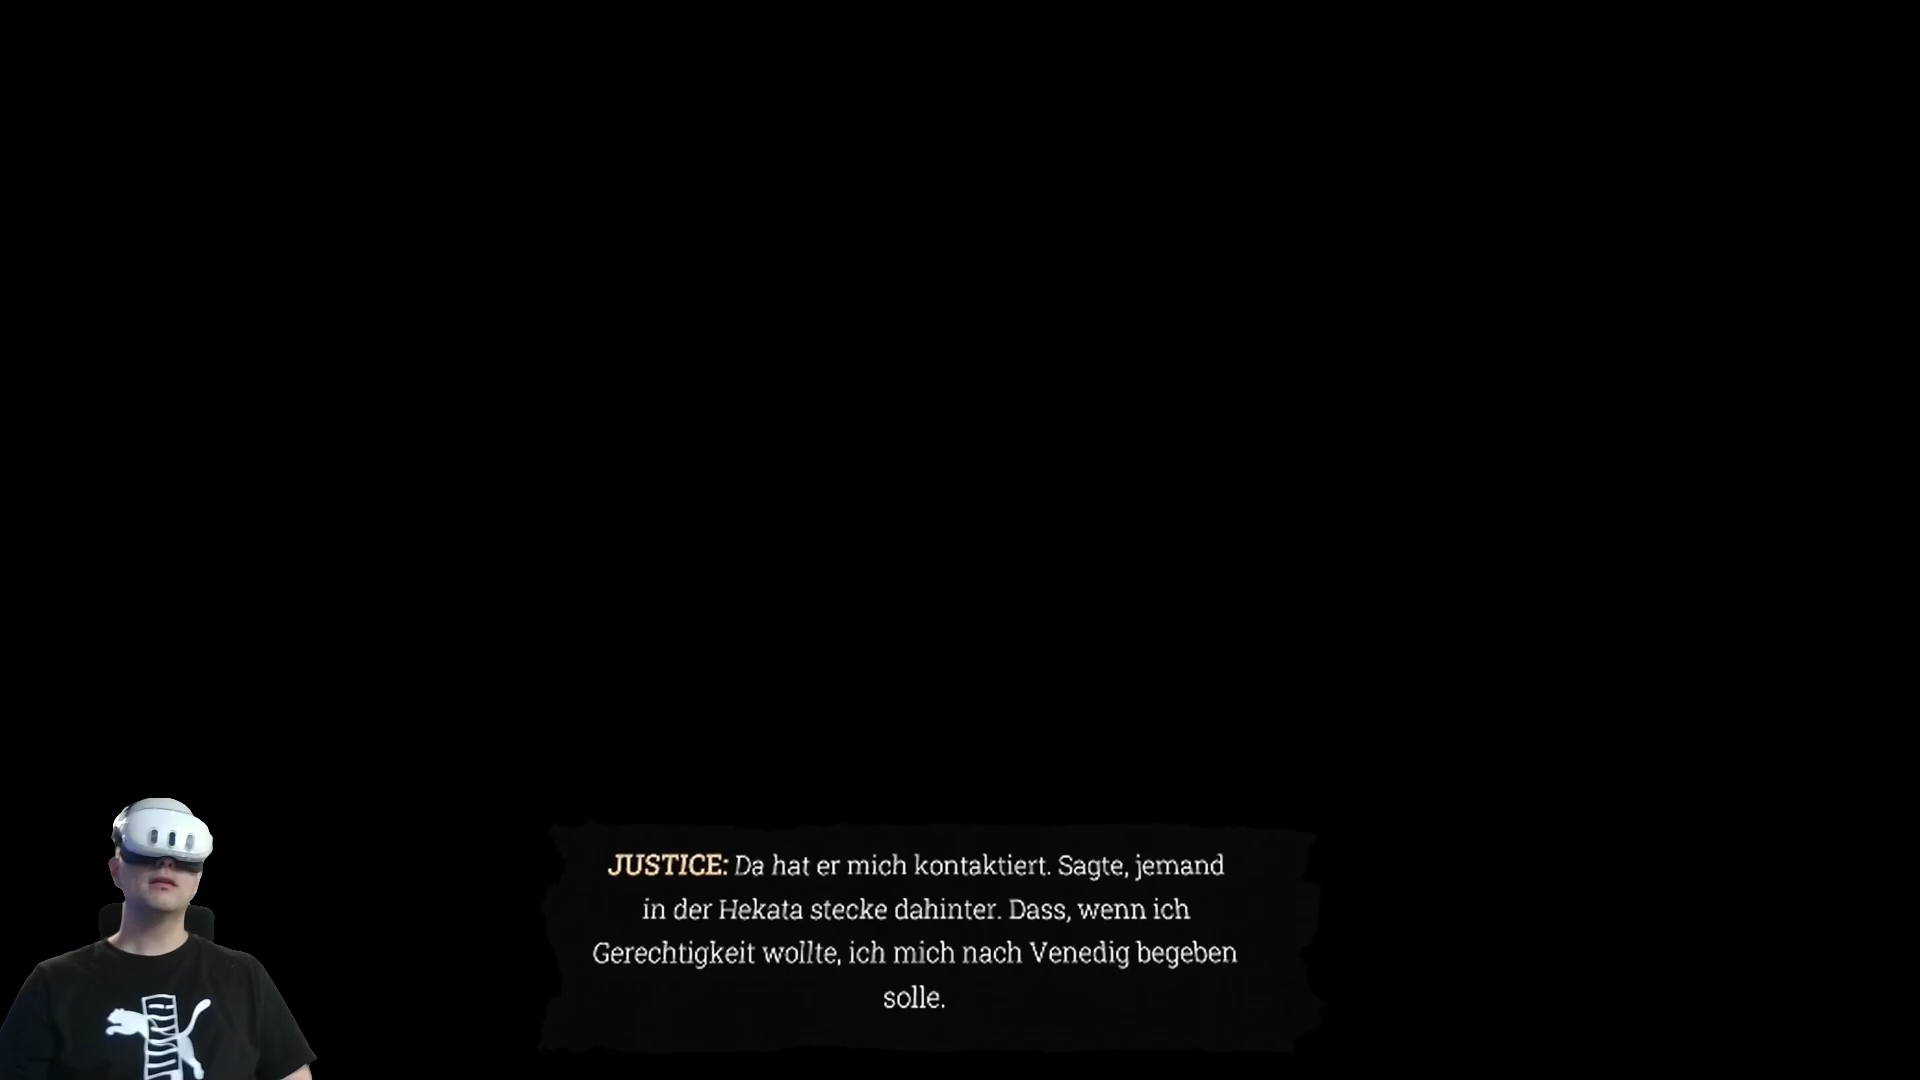 JUSTICE: Da hat er mich kontaktiert. Sagte, jemand
in der Hekata stecke dahinter. Dass, wenn ich
Gerechtigkeit wollte, ich mich nach Venedig begeben
solle.